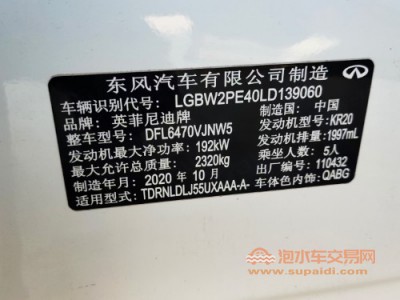 东风汽车有限公司制造
车辆识别代号: LGBW2PE40LD139060
品牌: 英菲尼迪牌 制造国: 中国
整车型号: DFL6470VJNW5 发动机型号: KR20
发动机最大净功率: 192kW 发动机排量: 1997mL
最大允许总质量: 2320kg 乘坐人数: 5人
制造年月: 2020年10月 出厂编号: 110432
适用型号: TDRNLDLJ55UXAAA-A- 车体色内饰: QABG
泡水车交易网
www.supaidi.com